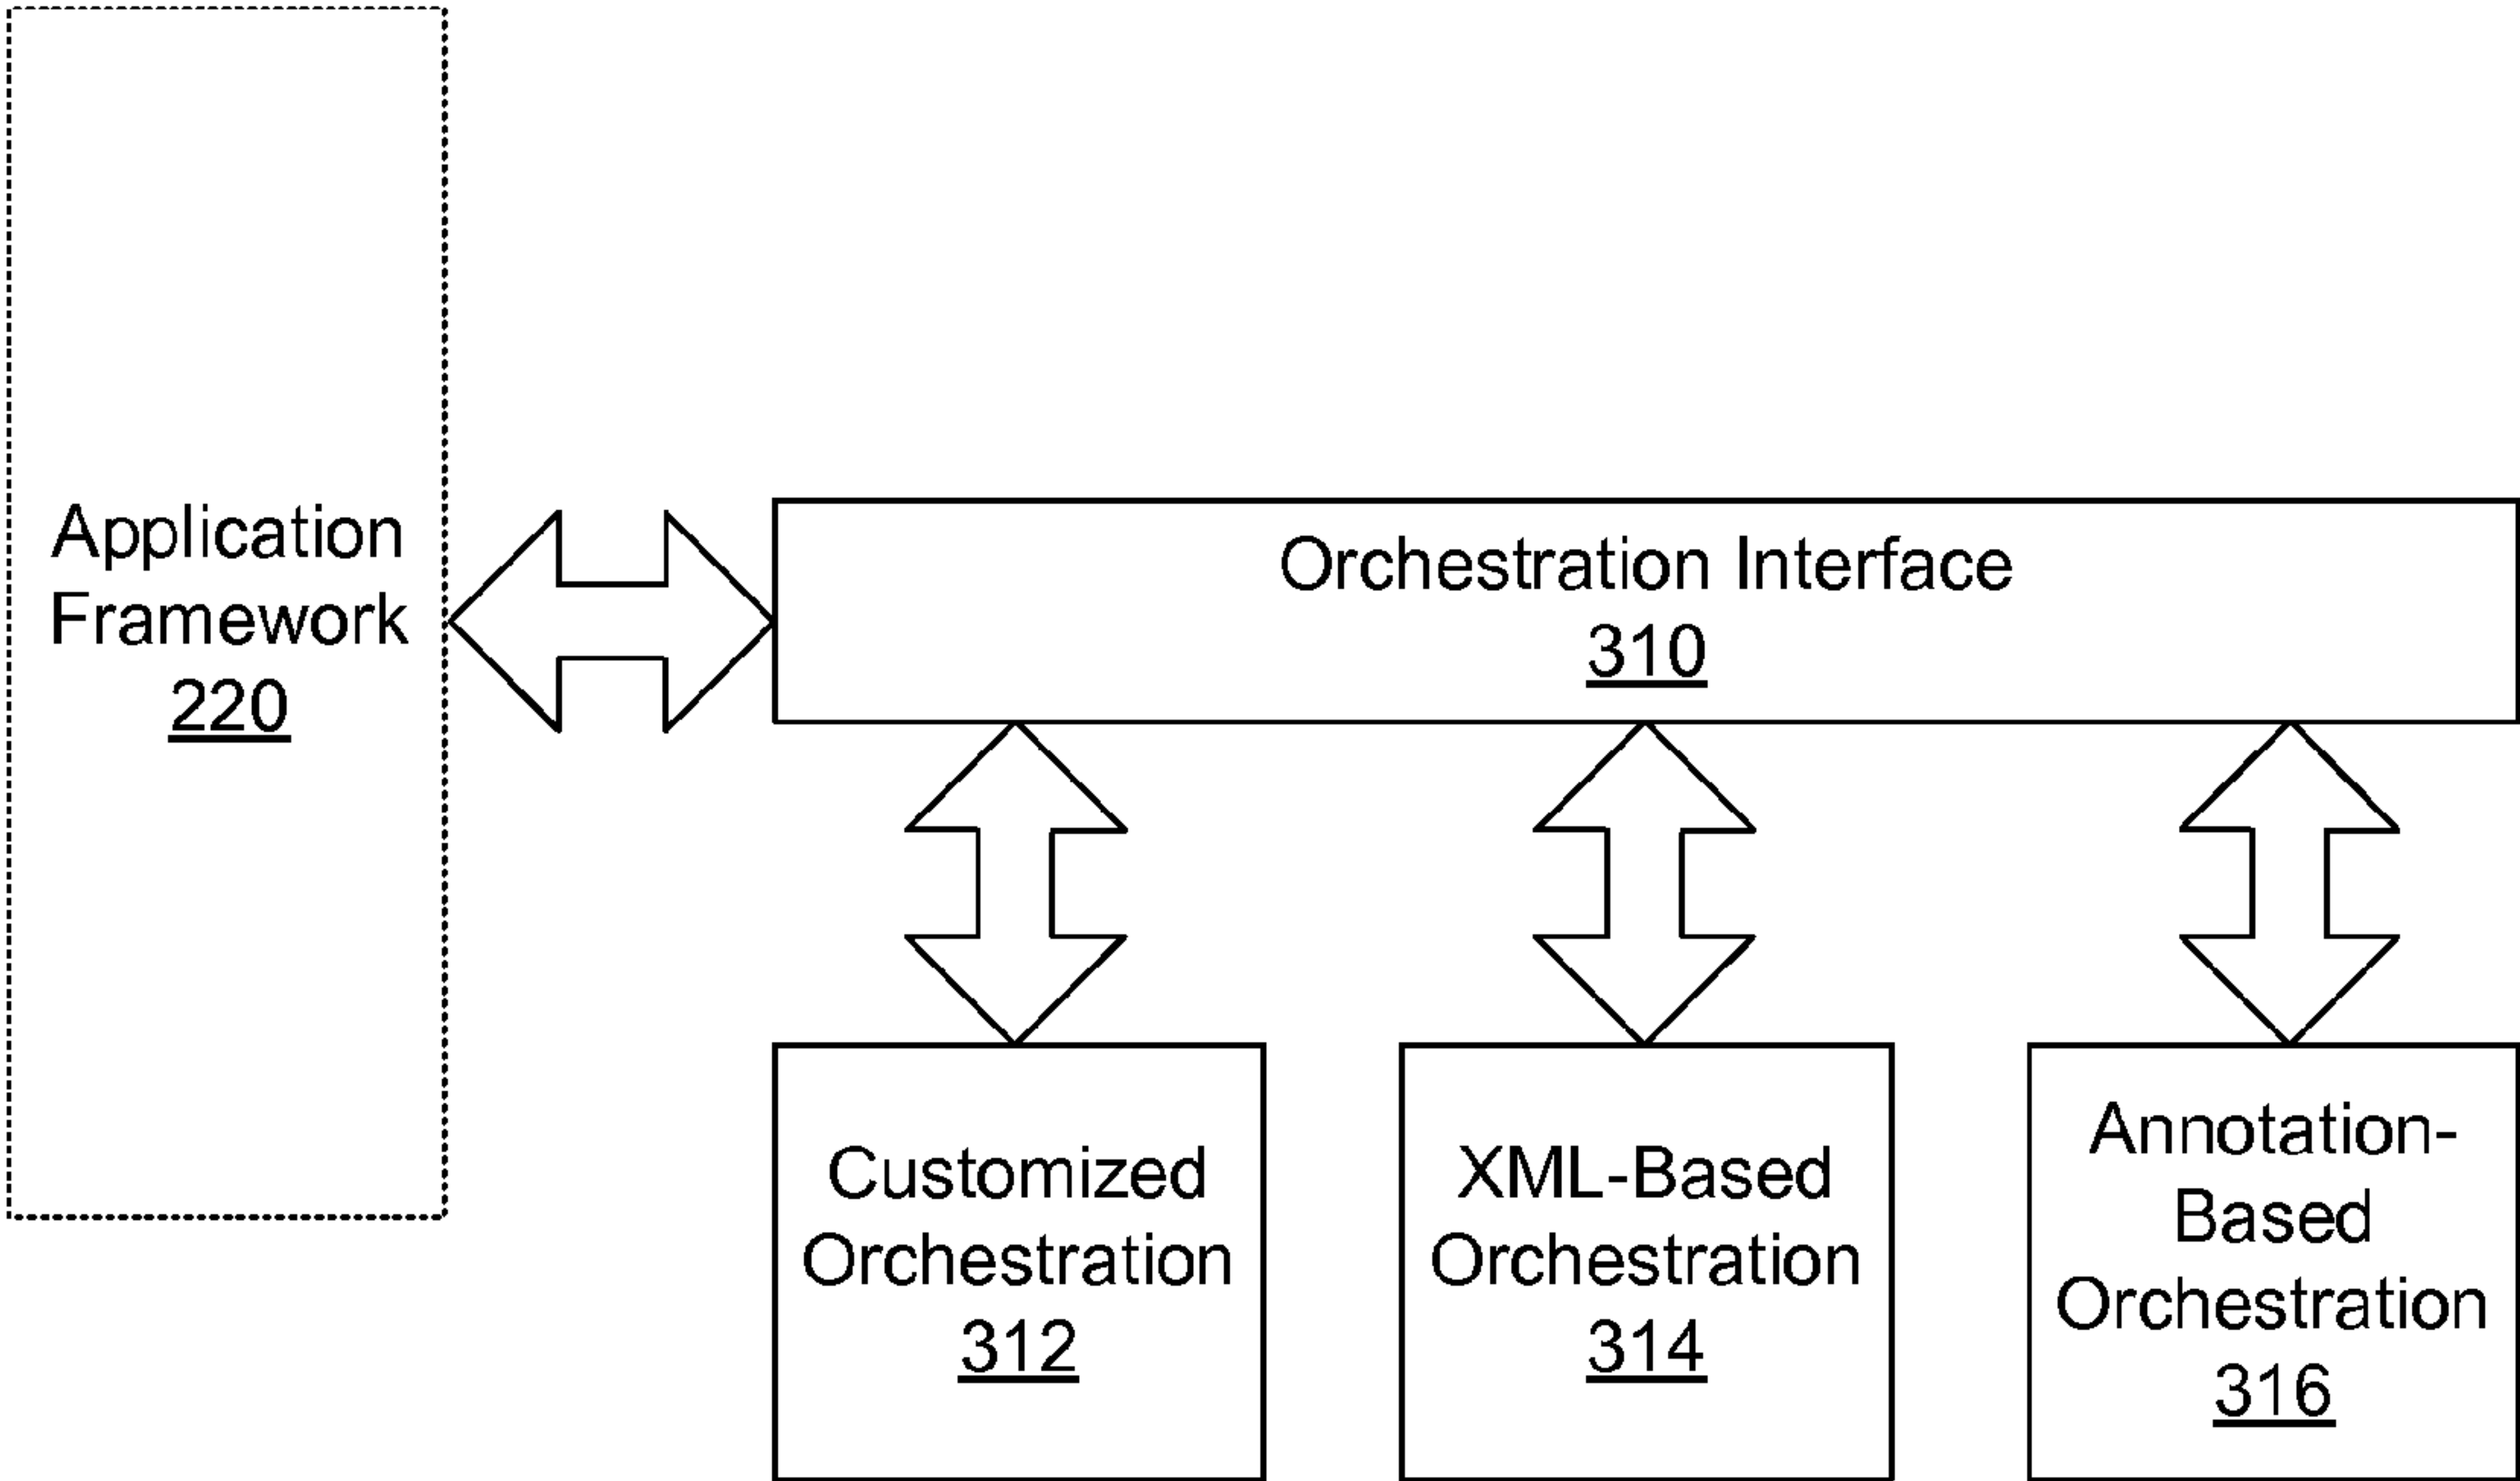 Application
Framework
220
Orchestration Interface
310
Customized
Orchestration
312
XML-Based
Orchestration
314
Annotation-
Based
Orchestration
316